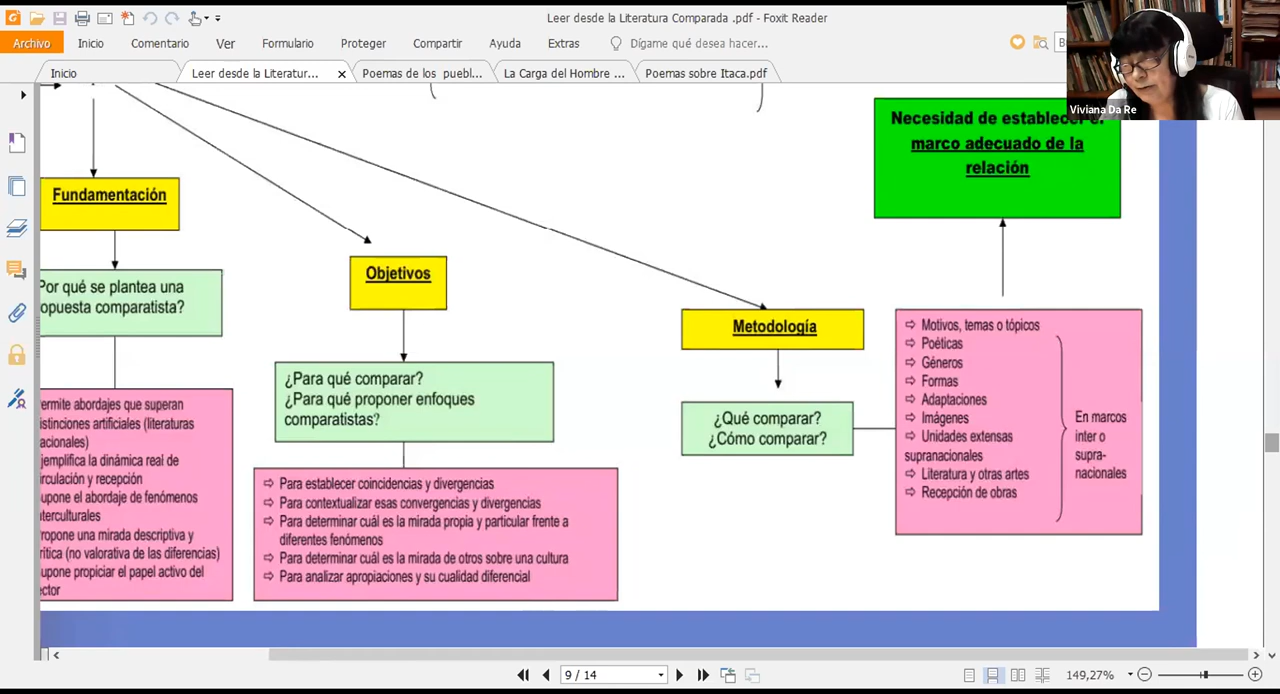 Leer desde la Literatura Comparada .pdf - Foxit Reader
Archivo Inicio Comentario Ver Formulario Proteger Compartir Ayuda Extras Dígame qué desea hacer...
Inicio Leer desde la Literatur... Poemas de los puebl... La Carga del Hombre ... Poemas sobre Itaca.pdf
Viviana Da Re
Necesidad de establecer
marco adecuado de la
relación
Fundamentación
Por qué se plantea una
opuesta comparatista?
ermite abordajes que superan
istinciones artificiales (literaturas
acionales)
jemplifica la dinámica real de
irculación y recepción
upone el abordaje de fenómenos
nterculturales
ropone una mirada descriptiva y
rítica (no valorativa de las diferencias)
upone propiciar el papel activo del
ector
Objetivos
¿Para qué comparar?
¿Para qué proponer enfoques
comparatistas?
⇨ Para establecer coincidencias y divergencias
⇨ Para contextualizar esas convergencias y divergencias
⇨ Para determinar cuál es la mirada propia y particular frente a
diferentes fenómenos
⇨ Para determinar cuál es la mirada de otros sobre una cultura
⇨ Para analizar apropiaciones y su cualidad diferencial
Metodología
¿Qué comparar?
¿Cómo comparar?
⇨ Motivos, temas o tópicos
⇨ Poéticas
⇨ Géneros
⇨ Formas
⇨ Adaptaciones
⇨ Imágenes
⇨ Unidades extensas
supranacionales
⇨ Literatura y otras artes
⇨ Recepción de obras
En marcos
inter o
supra-
nacionales
9 / 14
149,27%